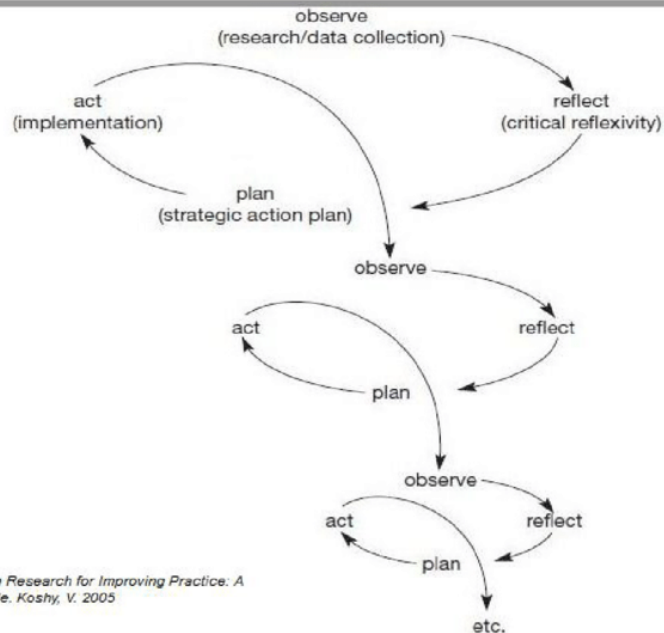 observe
(research/data collection)
act
(implementation)
reflect
(critical reflexivity)
plan
(strategic action plan)
observe
act
reflect
plan
observe
act
reflect
plan
etc.
Research for Improving Practice: A
Koshy, V. 2005